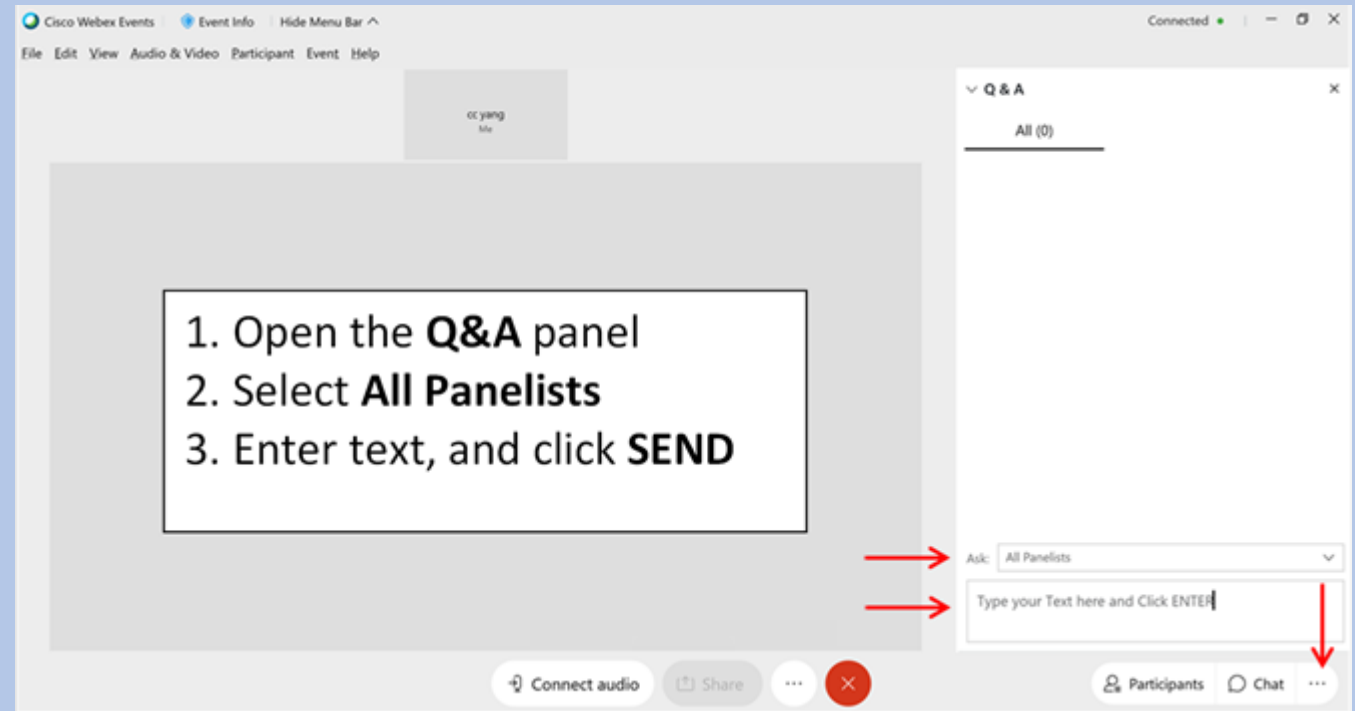 Cisco Webex Events Event Info Hide Menu Bar Connected
File Edit View Audio & Video Participant Event Help
cc yang
Me
Q & A
All (0)
1. Open the Q&A panel
2. Select All Panelists
3. Enter text, and click SEND
Ask: All Panelists
Type your Text here and Click ENTER
Connect audio Share ... Participants Chat ...